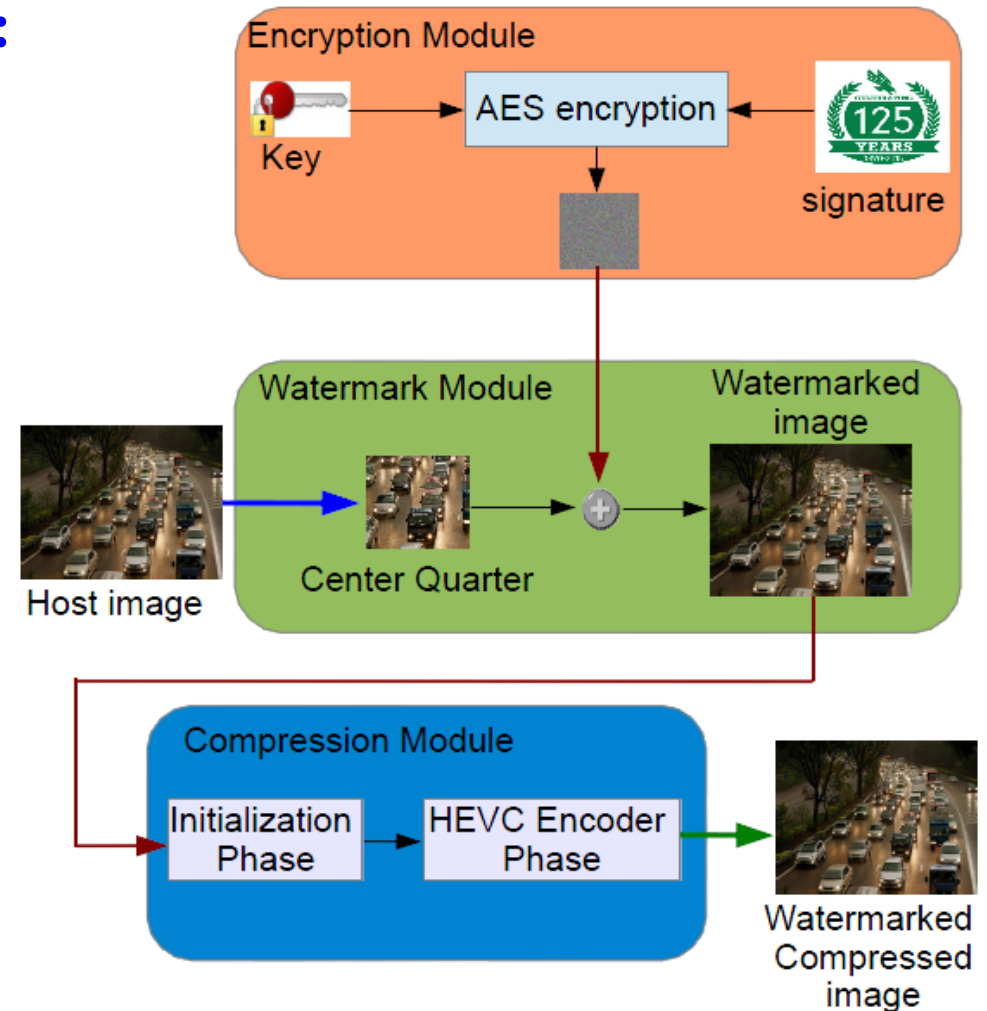 :
Encryption Module
AES encryption
Key
125
YEARS
signature
Watermark Module
Watermarked
image
Center Quarter
Host image
Compression Module
Initialization
Phase
HEVC Encoder
Phase
Watermarked
Compressed
image